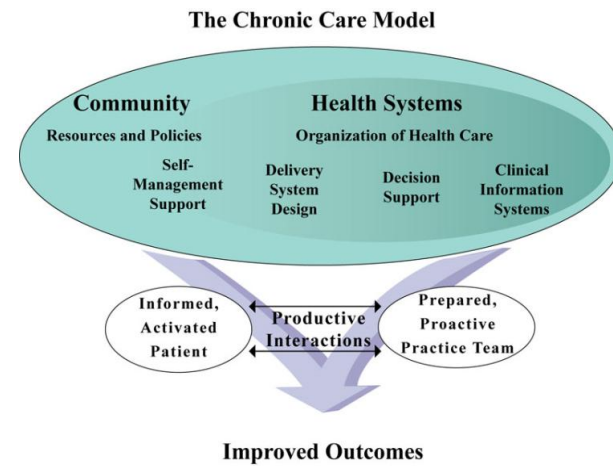 The Chronic Care Model
Community
Resources and Policies
Health Systems
Organization of Health Care
Self-
Management
Support
Delivery
System
Design
Decision
Support
Clinical
Information
Systems
Informed,
Activated
Patient
Productive
Interactions
Prepared,
Proactive
Practice Team
Improved Outcomes